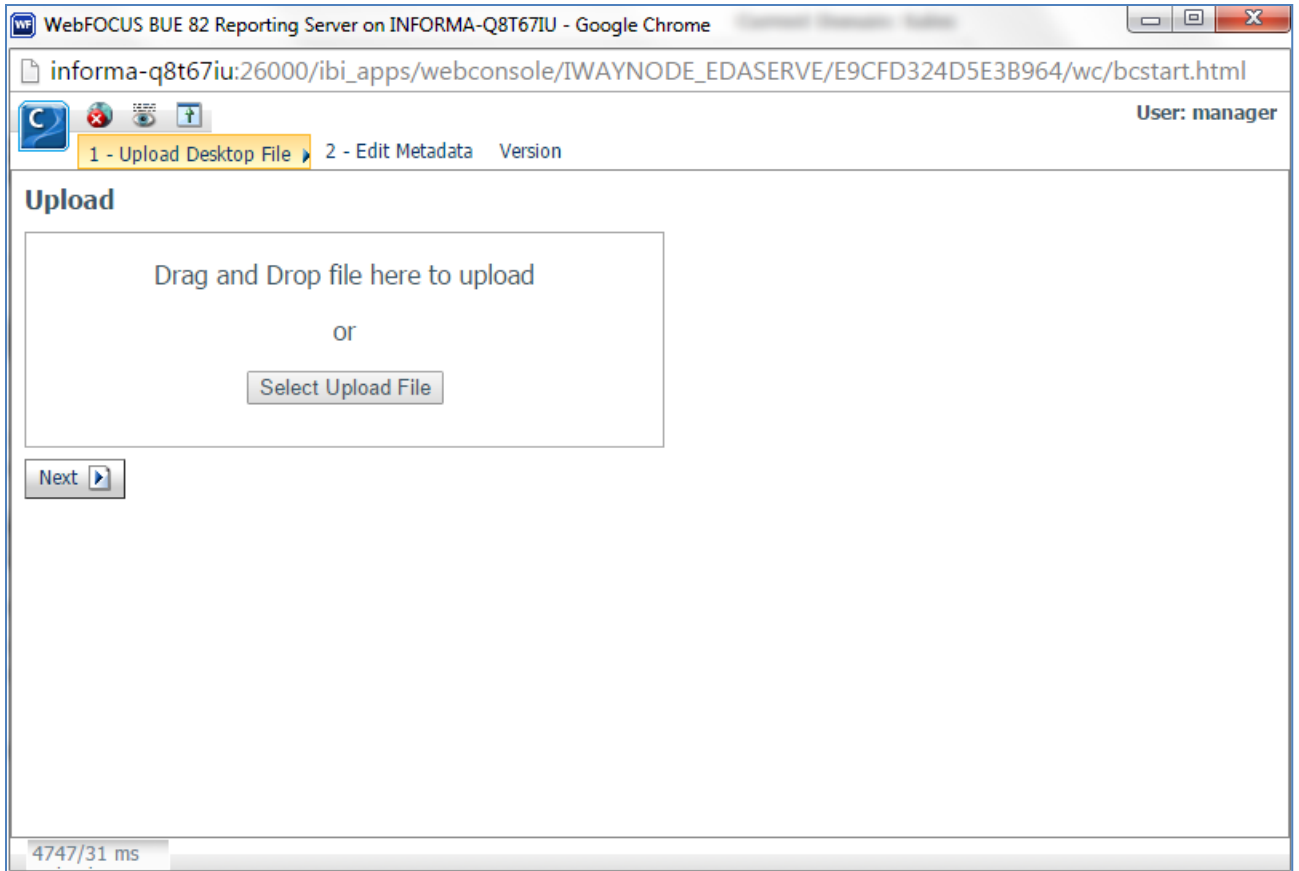 WF WebFOCUS BUE 82 Reporting Server on INFORMA-Q8T67IU - Google Chrome
informa-q8t67iu:26000/ibi_apps/webconsole/IWAYNODE_EDASERVE/E9CFD324D5E3B964/wc/bcstart.html
User: manager
1 - Upload Desktop File 2 - Edit Metadata Version
Upload
Drag and Drop file here to upload
or
Select Upload File
Next
4747/31 ms